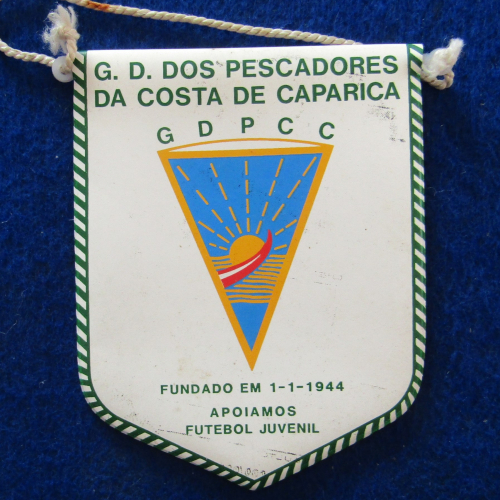 G. D. DOS PESCADORES
DA COSTA DE CAPARICA
G D P C C
FUNDADO EM 1-1-1944
APOIAMOS
FUTEBOL JUVENIL